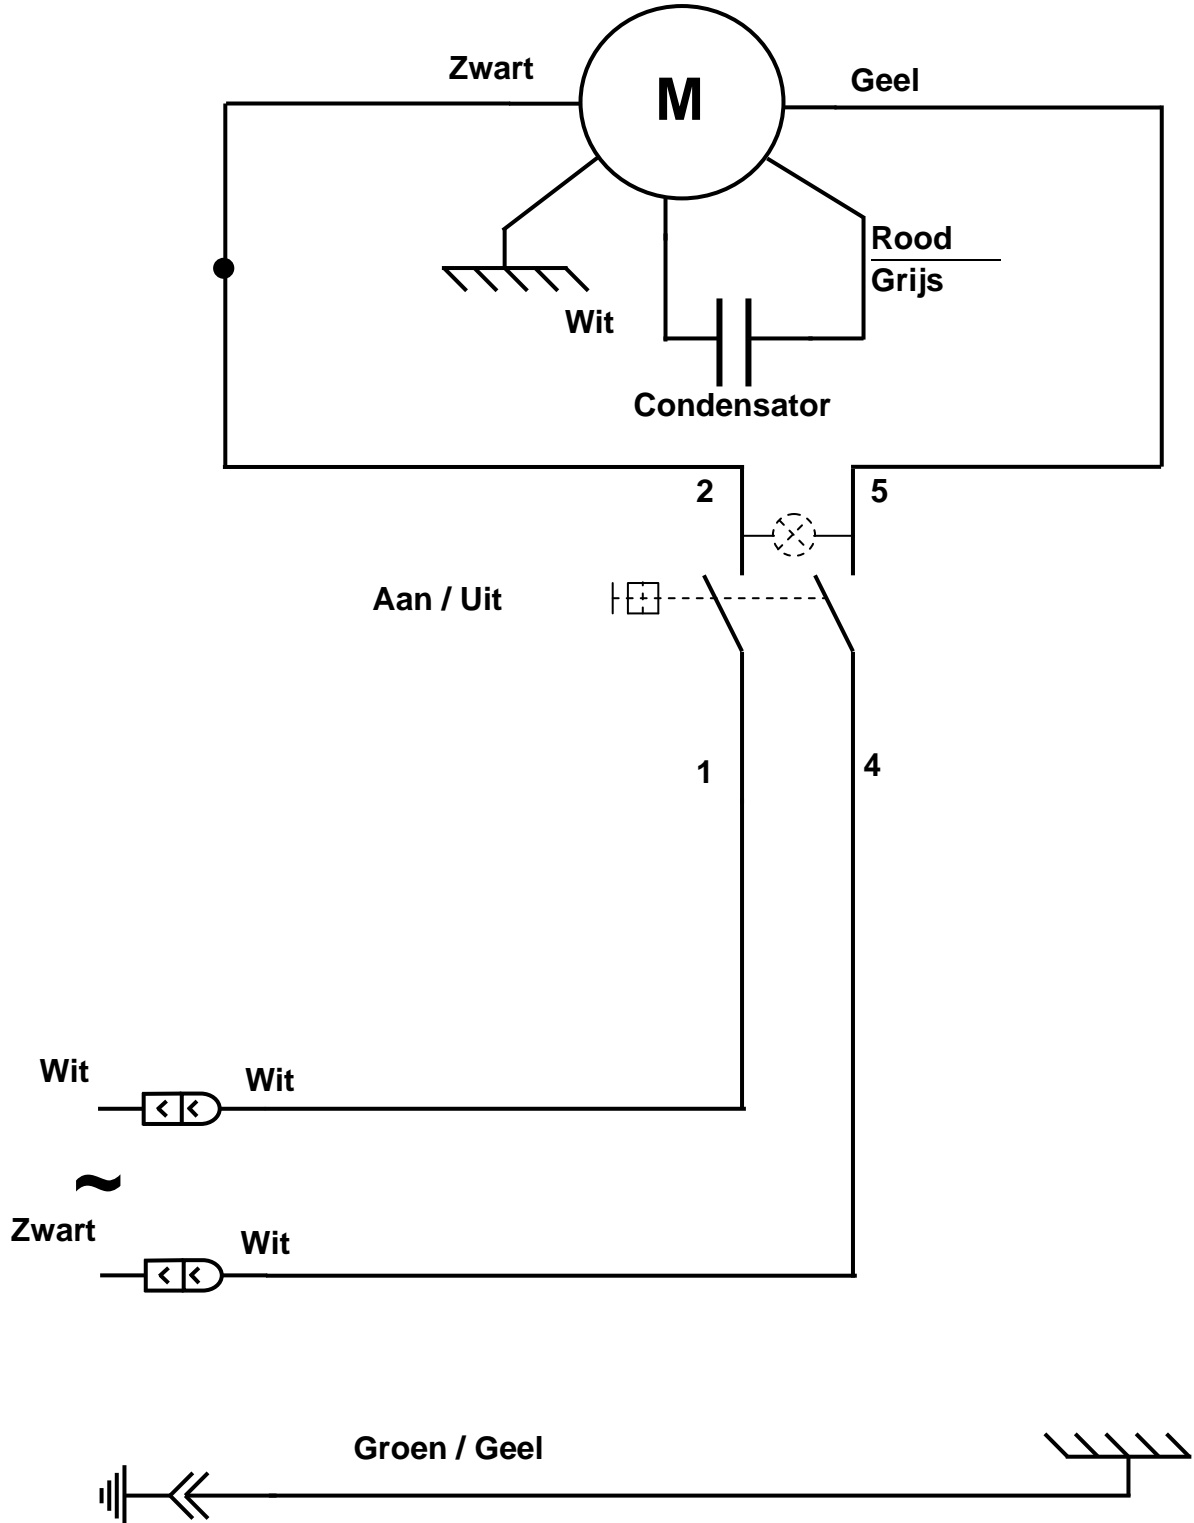 Zwart
M
Geel
Rood
Grijs
Wit
Condensator
2
5
Aan / Uit
1
4
Wit
Wit
~
Zwart
Wit
Groen / Geel